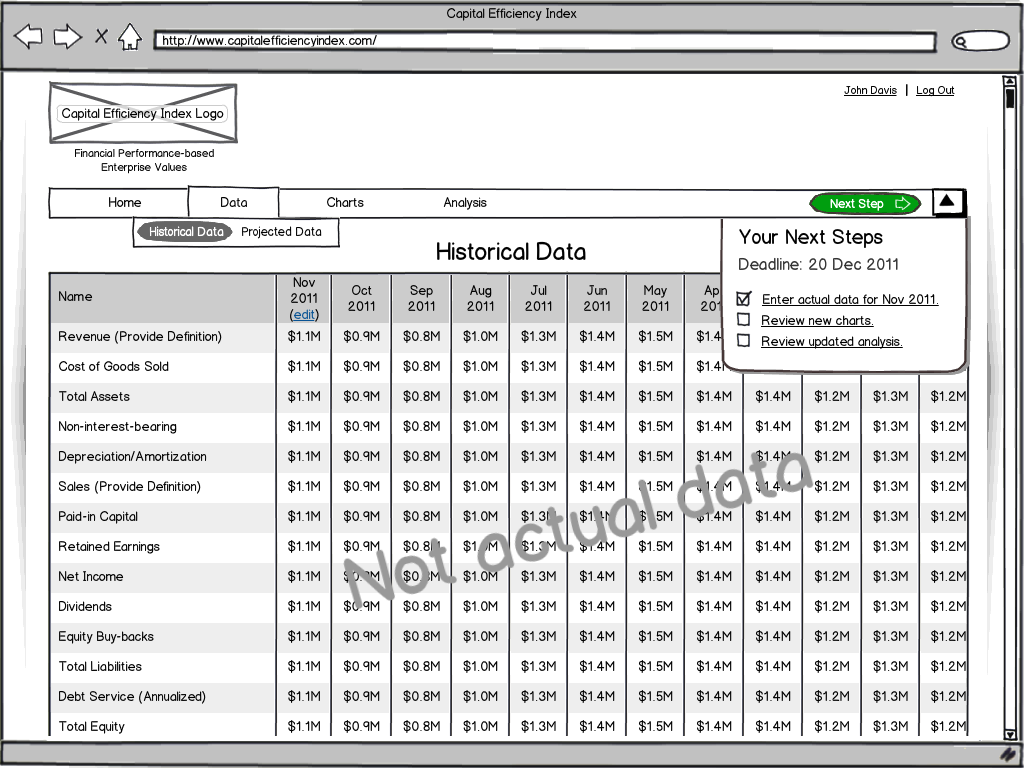 Capital Efficiency Index
http://www.capitalefficiencyindex.com/
John Davis | Log Out
Capital Efficiency Index Logo
Financial Performance-based
Enterprise Values
Home Data Charts Analysis Next Step
Historical Data Projected Data
Historical Data
Your Next Steps
Deadline: 20 Dec 2011
Enter actual data for Nov 2011.
Review new charts.
Review updated analysis.
Name Nov 2011 (edit) Oct 2011 Sep 2011 Aug 2011 Jul 2011 Jun 2011 May 2011
Revenue (Provide Definition) $1.1M $0.9M $0.8M $1.0M $1.3M $1.4M $1.5M $1.4
Cost of Goods Sold $1.1M $0.9M $0.8M $1.0M $1.3M $1.4M $1.5M $1.4M $1.4M $1.2M $1.3M $1.2M
Total Assets $1.1M $0.9M $0.8M $1.0M $1.3M $1.4M $1.5M $1.4M $1.4M $1.2M $1.3M $1.2M
Non-interest-bearing $1.1M $0.9M $0.8M $1.0M $1.3M $1.4M $1.5M $1.4M $1.4M $1.2M $1.3M $1.2M
Depreciation/Amortization $1.1M $0.9M $0.8M $1.0M $1.3M $1.4M $1.5M $1.4M $1.4M $1.2M $1.3M $1.2M
Sales (Provide Definition) $1.1M $0.9M $0.8M $1.0M $1.3M $1.4M $1.5M $1.4M $1.4M $1.2M $1.3M $1.2M
Paid-in Capital $1.1M $0.9M $0.8M $1.0M $1.3M $1.4M $1.5M $1.4M $1.4M $1.2M $1.3M $1.2M
Retained Earnings $1.1M $0.9M $0.8M $1.0M $1.3M $1.4M $1.5M $1.4M $1.4M $1.2M $1.3M $1.2M
Net Income $1.1M $0.9M $0.8M $1.0M $1.3M $1.4M $1.5M $1.4M $1.4M $1.2M $1.3M $1.2M
Dividends $1.1M $0.9M $0.8M $1.0M $1.3M $1.4M $1.5M $1.4M $1.4M $1.2M $1.3M $1.2M
Equity Buy-backs $1.1M $0.9M $0.8M $1.0M $1.3M $1.4M $1.5M $1.4M $1.4M $1.2M $1.3M $1.2M
Total Liabilities $1.1M $0.9M $0.8M $1.0M $1.3M $1.4M $1.5M $1.4M $1.4M $1.2M $1.3M $1.2M
Debt Service (Annualized) $1.1M $0.9M $0.8M $1.0M $1.3M $1.4M $1.5M $1.4M $1.4M $1.2M $1.3M $1.2M
Total Equity $1.1M $0.9M $0.8M $1.0M $1.3M $1.4M $1.5M $1.4M $1.4M $1.2M $1.3M $1.2M
Not actual data